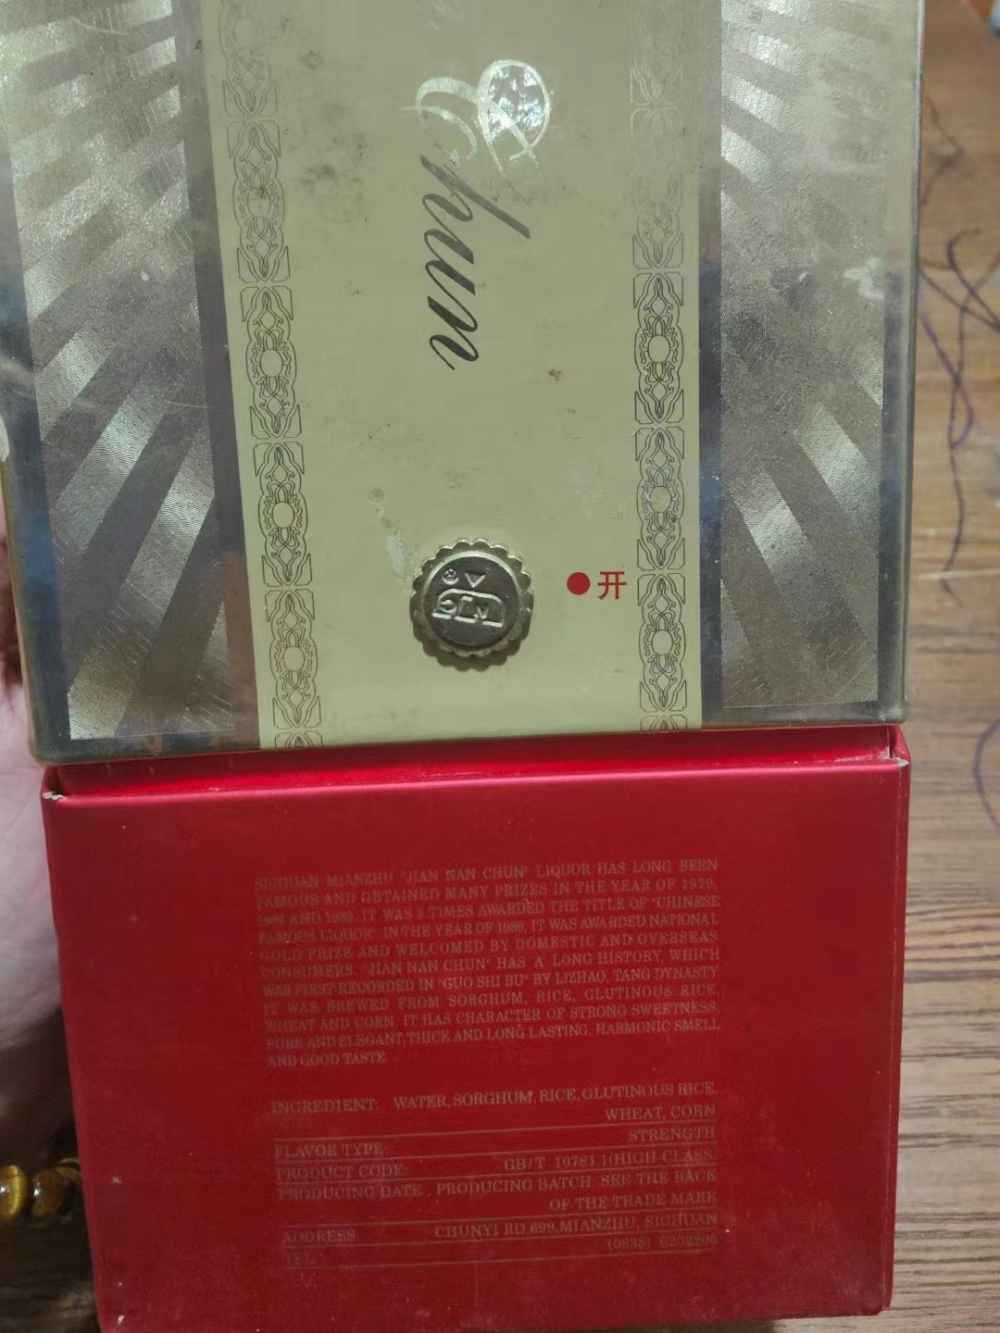 Chun
®
JNC
●开
SICHUAN MIANZHU "JIAN NAN CHUN" LIQUOR HAS LONG BEEN
FAMOUS AND OBTAINED MANY PRIZES IN THE YEAR OF 1979,
AND IT WAS 3 TIMES AWARDED THE TITLE OF "CHINESE
FAMOUS LIQUOR" IN THE YEAR OF IT WAS AWARDED NATIONAL
GOLD PRIZE AND WELCOMED BY DOMESTIC AND OVERSEAS
CONSUMERS. "JIAN NAN CHUN" HAS A LONG HISTORY, WHICH
WAS FIRST RECORDED IN "GUO SHI BU" BY LIZHAO, TANG DYNASTY
IT WAS BREWED FROM SORGHUM, RICE, GLUTINOUS RICE,
WHEAT AND CORN. IT HAS CHARACTER OF STRONG SWEETNESS
PURE AND ELEGANT, THICK AND LONG LASTING, HARMONIC SMELL
AND GOOD TASTE
INGREDIENT: WATER, SORGHUM, RICE, GLUTINOUS RICE,
WHEAT, CORN
FLAVOR TYPE: STRENGTH
PRODUCT CODE: GB/T 10781.1(HIGH CLASS)
PRODUCING DATE , PRODUCING BATCH SEE THE BACK
OF THE TRADE MARK
ADDRESS CHUNYI RD.699,MIANZHU, SICHUAN
TEL (0838)